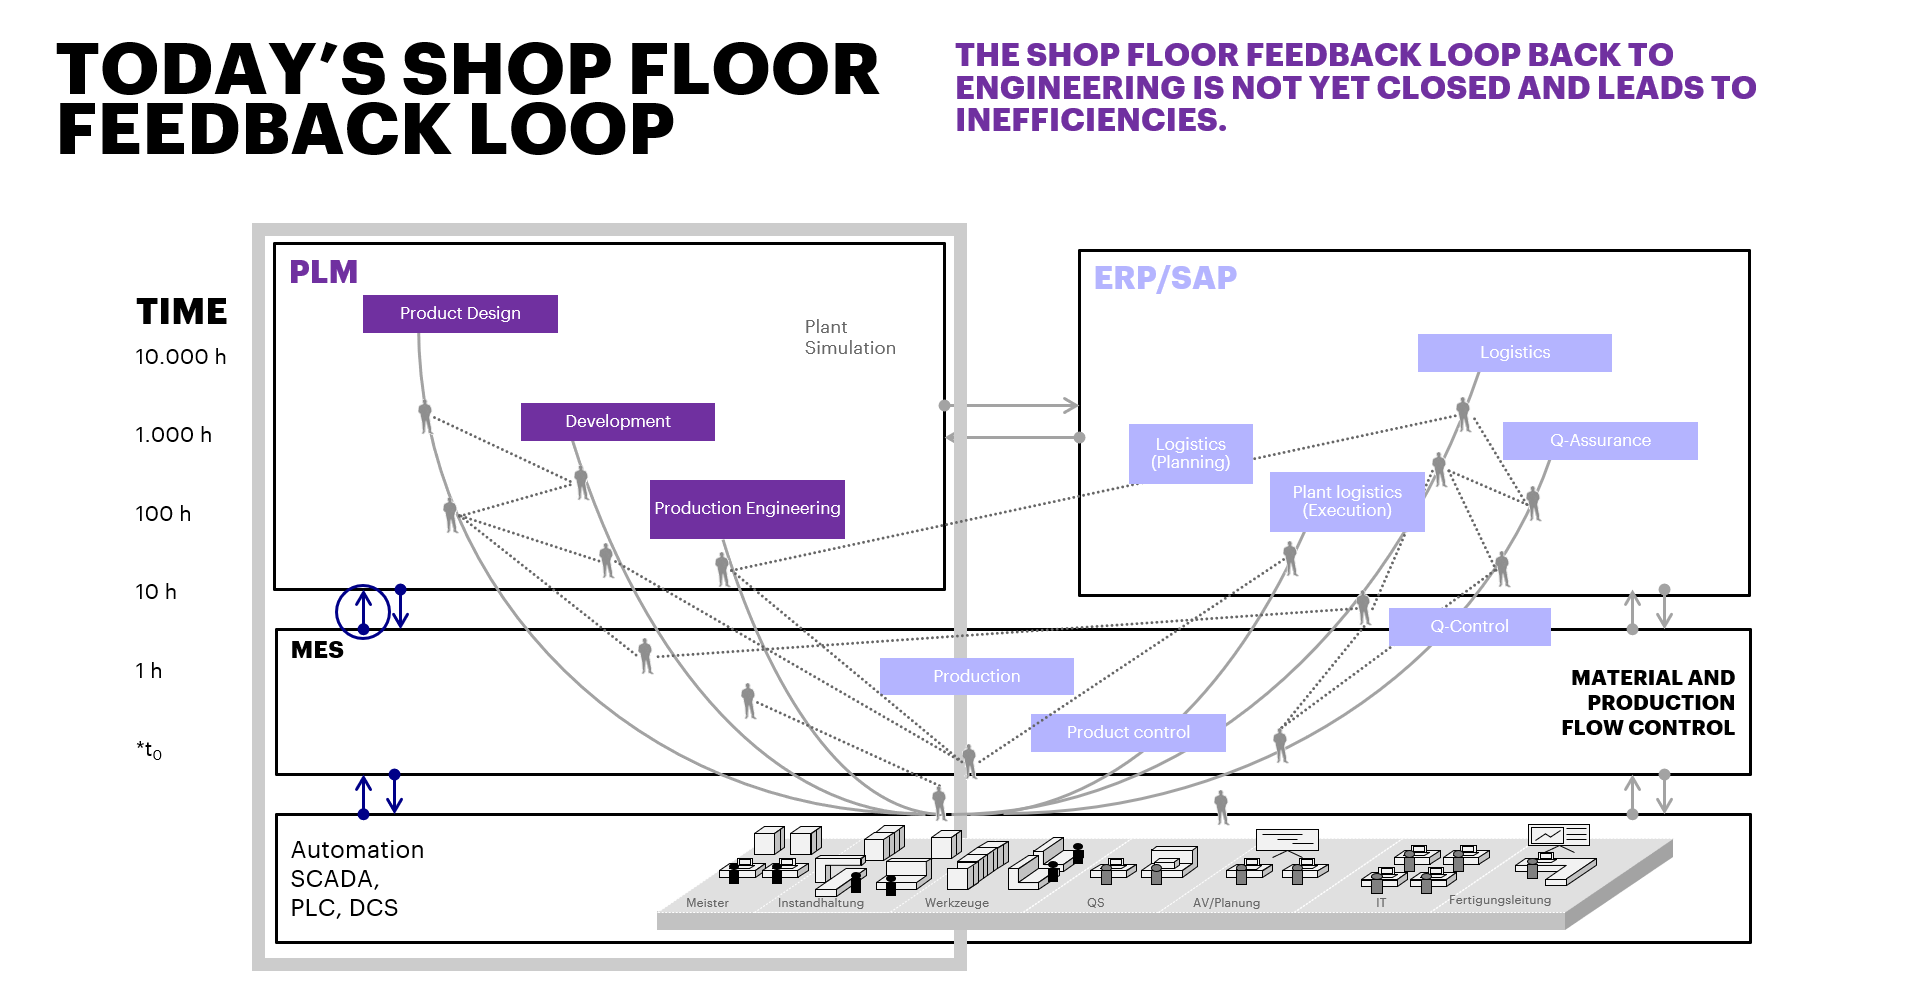 TODAY’S SHOP FLOOR
FEEDBACK LOOP
THE SHOP FLOOR FEEDBACK LOOP BACK TO
ENGINEERING IS NOT YET CLOSED AND LEADS TO
INEFFICIENCIES.
TIME
10.000 h
1.000 h
100 h
10 h
1 h
*t0
PLM
Product Design
Plant
Simulation
Development
Production Engineering
ERP/SAP
Logistics
Logistics
(Planning)
Q-Assurance
Plant logistics
(Execution)
Q-Control
MES
Production
Product control
MATERIAL AND
PRODUCTION
FLOW CONTROL
Automation
SCADA,
PLC, DCS
Meister
Instandhaltung
Werkzeuge
QS
AV/Planung
IT
Fertigungsleitung